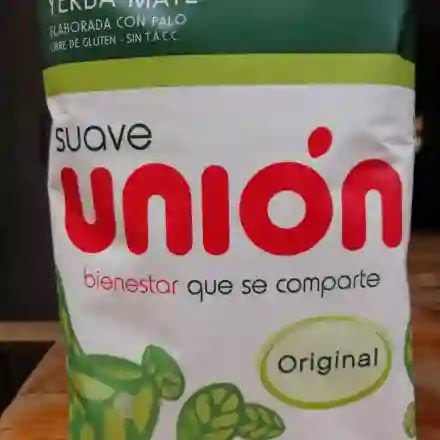 YERBA MATE
ELABORADA CON PALO
LIBRE DE GLUTEN - SIN T.A.C.C.
suave
unión
bienestar que se comparte
Original